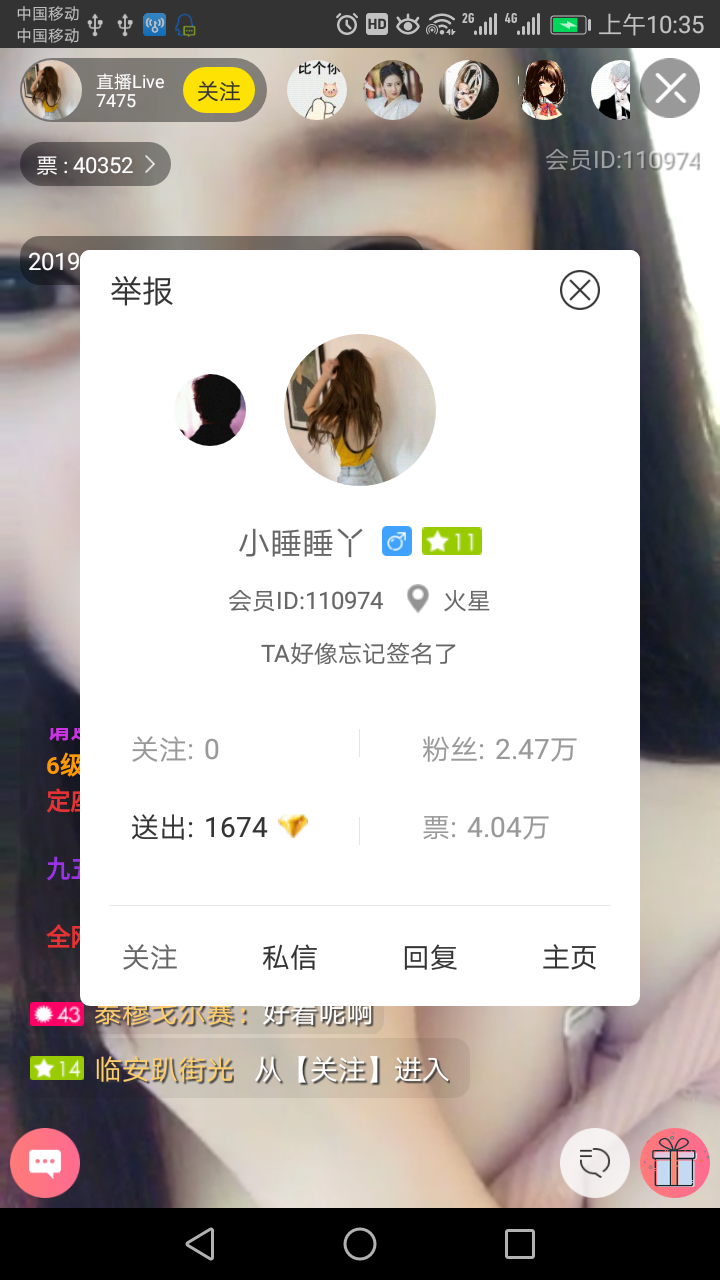 中国移动
中国移动
HD
2G
4G
上午10:35
直播Live
7475
关注
比个你
票 : 40352
会员ID:110974
2019
举报
小睡睡丫
11
会员ID:110974
火星
TA好像忘记签名了
关注: 0
粉丝: 2.47万
送出: 1674
票: 4.04万
6级
定座
九五
全网
关注
私信
回复
主页
43 泰穆戈尔赛: 好看呢啊
14 临安趴街光 从【关注】进入